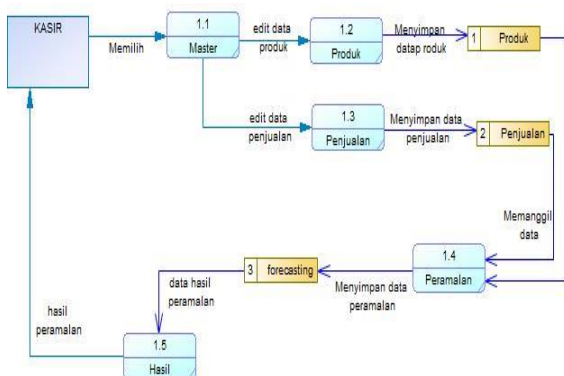 KASIR
Memilih
1.1
Master
edit data
produk
1.2
Produk
Menyimpan
datap roduk
1 Produk
edit data
penjualan
1.3
Penjualan
Menyimpan data
penjualan
2 Penjualan
Memanggil
data
1.4
Peramalan
Menyimpan data
peramalan
3 forecasting
data hasil
peramalan
1.5
Hasil
hasil
peramalan